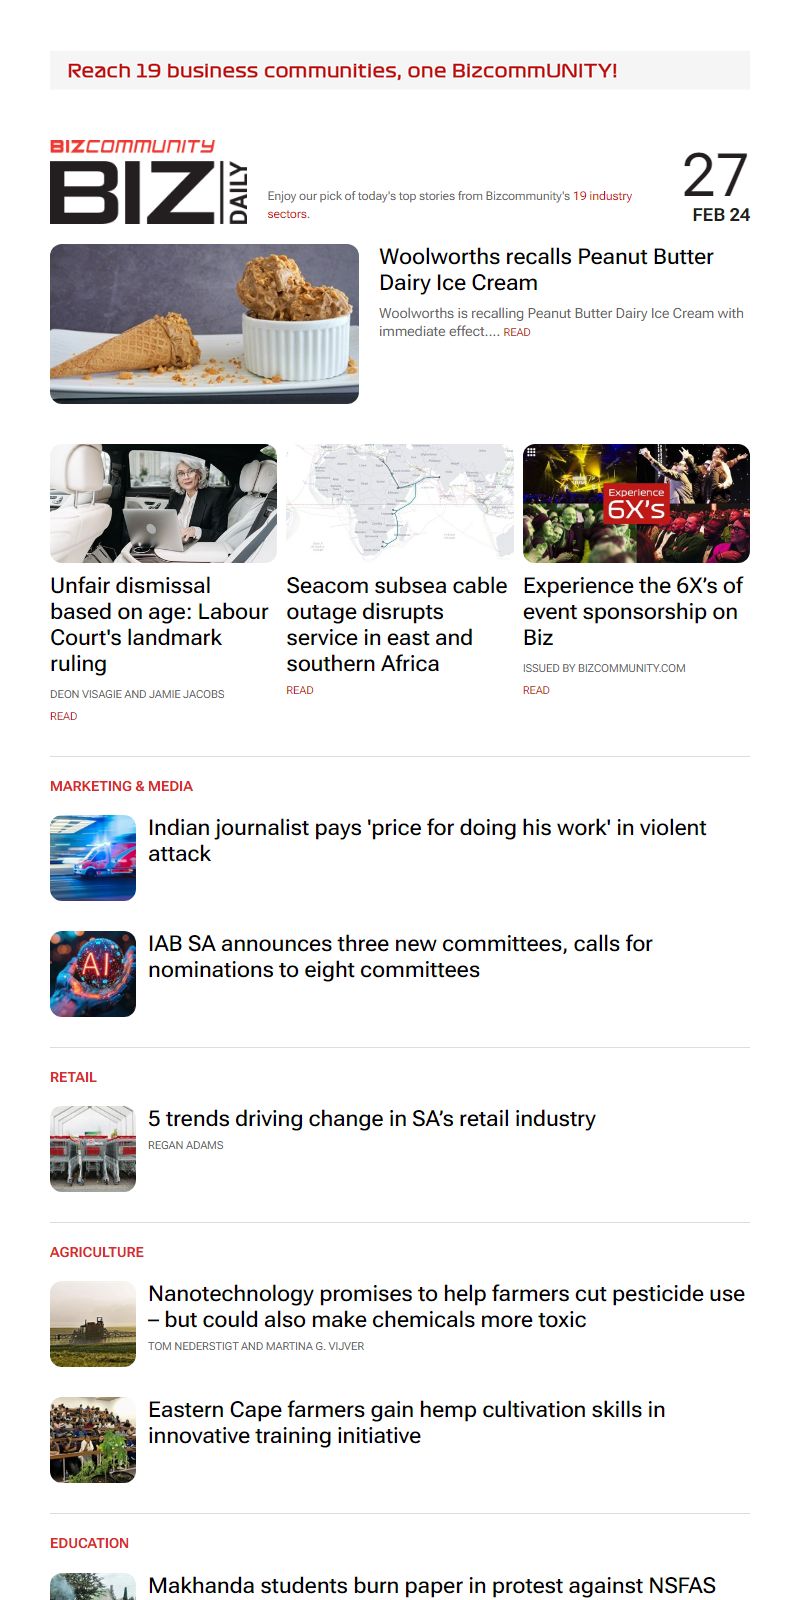 Reach 19 business communities, one BizcommUNITY!
BIZCOMMUNITY
BIZ DAILY
Enjoy our pick of today's top stories from Bizcommunity's 19 industry
sectors.
27
FEB 24
Woolworths recalls Peanut Butter
Dairy Ice Cream
Woolworths is recalling Peanut Butter Dairy Ice Cream with
immediate effect.... READ
Experience
6X's
Unfair dismissal
based on age: Labour
Court's landmark
ruling
DEON VISAGIE AND JAMIE JACOBS
READ
Seacom subsea cable
outage disrupts
service in east and
southern Africa
READ
Experience the 6X’s of
event sponsorship on
Biz
ISSUED BY BIZCOMMUNITY.COM
READ
MARKETING & MEDIA
Indian journalist pays 'price for doing his work' in violent
attack
AI
IAB SA announces three new committees, calls for
nominations to eight committees
RETAIL
5 trends driving change in SA’s retail industry
REGAN ADAMS
AGRICULTURE
Nanotechnology promises to help farmers cut pesticide use
– but could also make chemicals more toxic
TOM NEDERSTIGT AND MARTINA G. VIJVER
Eastern Cape farmers gain hemp cultivation skills in
innovative training initiative
EDUCATION
Makhanda students burn paper in protest against NSFAS